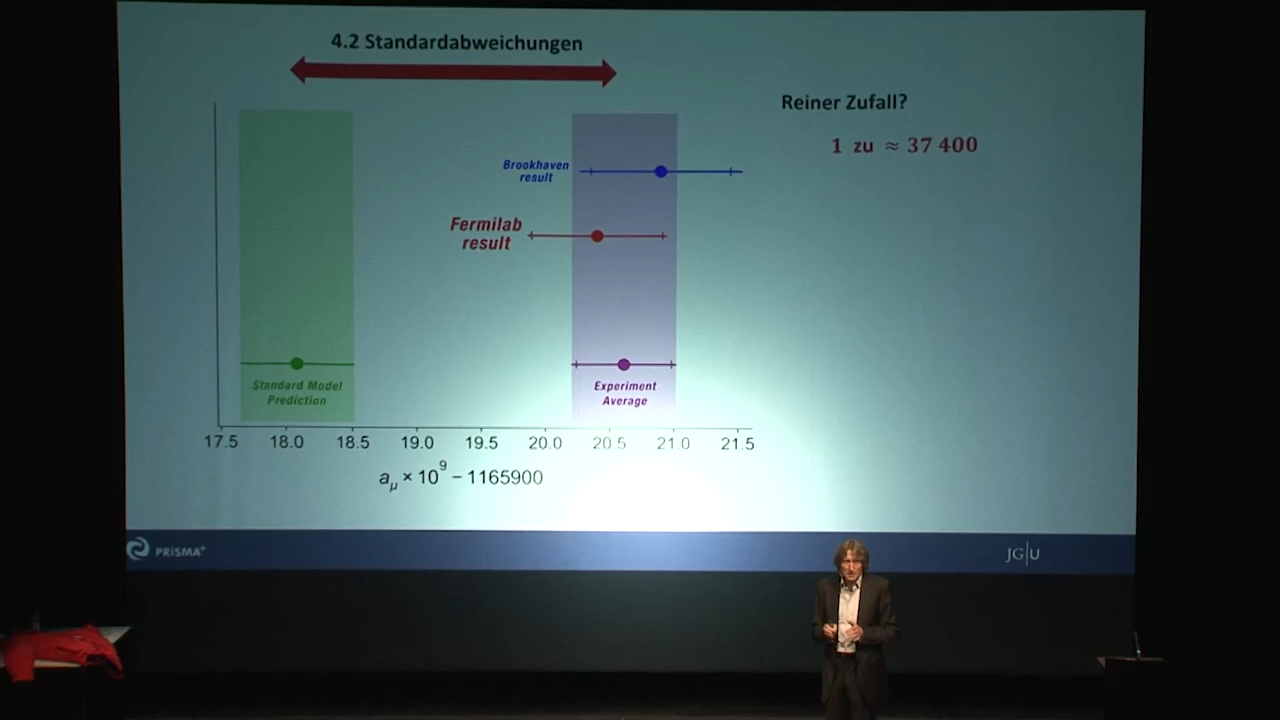 4.2 Standardabweichungen
Reiner Zufall?
1 zu ≈ 37 400
Brookhaven
result
Fermilab
result
Standard Model
Prediction
Experiment
Average
17.5 18.0 18.5 19.0 19.5 20.0 20.5 21.0 21.5
aμ × 10⁹ − 1165900
PRISMA+
JG|U